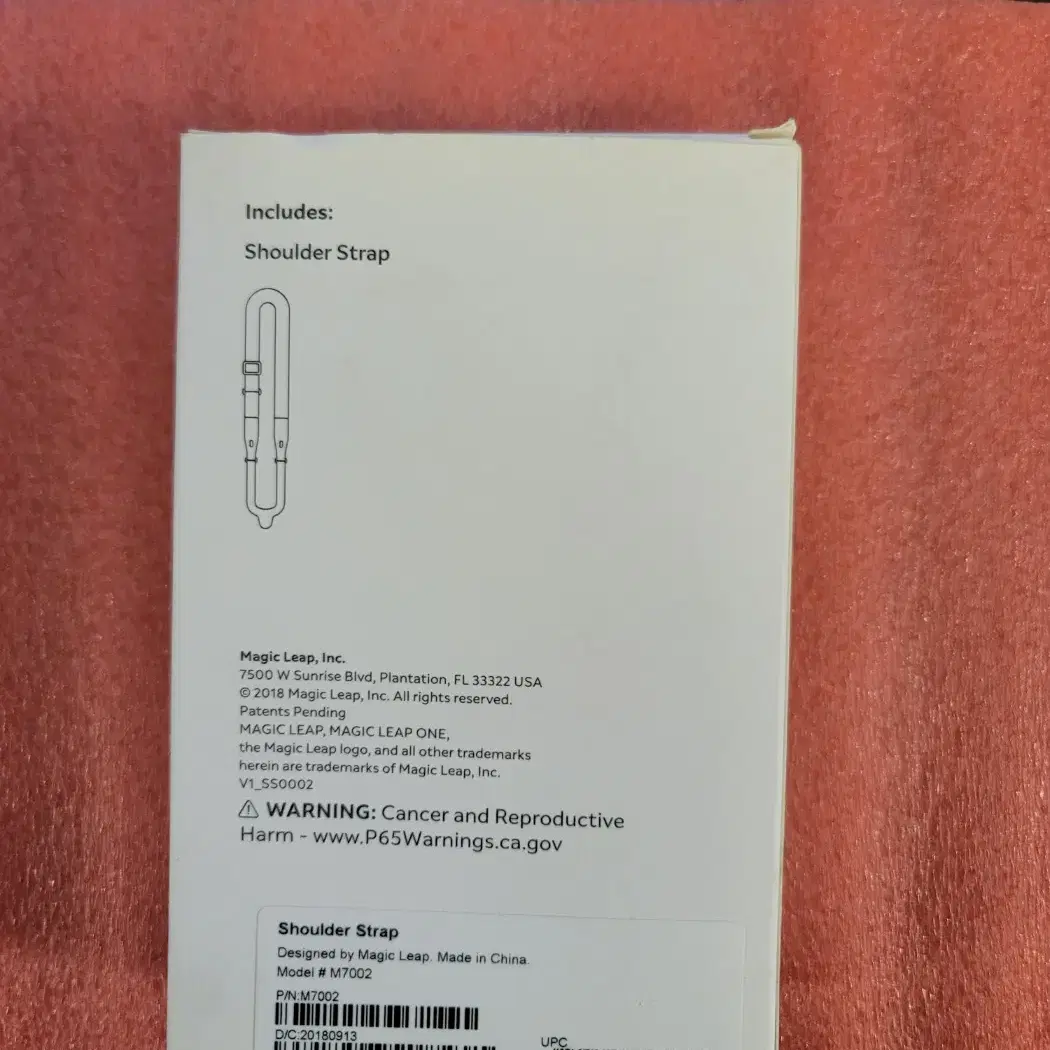 Includes:
Shoulder Strap
Magic Leap, Inc.
7500 W Sunrise Blvd, Plantation, FL 33322 USA
© 2018 Magic Leap, Inc. All rights reserved.
Patents Pending
MAGIC LEAP, MAGIC LEAP ONE,
the Magic Leap logo, and all other trademarks
herein are trademarks of Magic Leap, Inc.
V1_SS0002
⚠ WARNING: Cancer and Reproductive
Harm - www.P65Warnings.ca.gov
Shoulder Strap
Designed by Magic Leap. Made in China.
Model # M7002
P/N:M7002
D/C:20180913
UPC